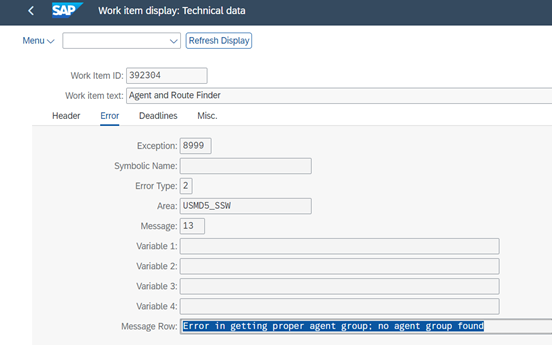 SAP Work item display: Technical data
Menu Refresh Display
Work Item ID: 392304
Work item text: Agent and Route Finder
Header Error Deadlines Misc.
Exception: 8999
Symbolic Name:
Error Type: 2
Area: USMD5_SSW
Message: 13
Variable 1:
Variable 2:
Variable 3:
Variable 4:
Message Row: Error in getting proper agent group; no agent group found